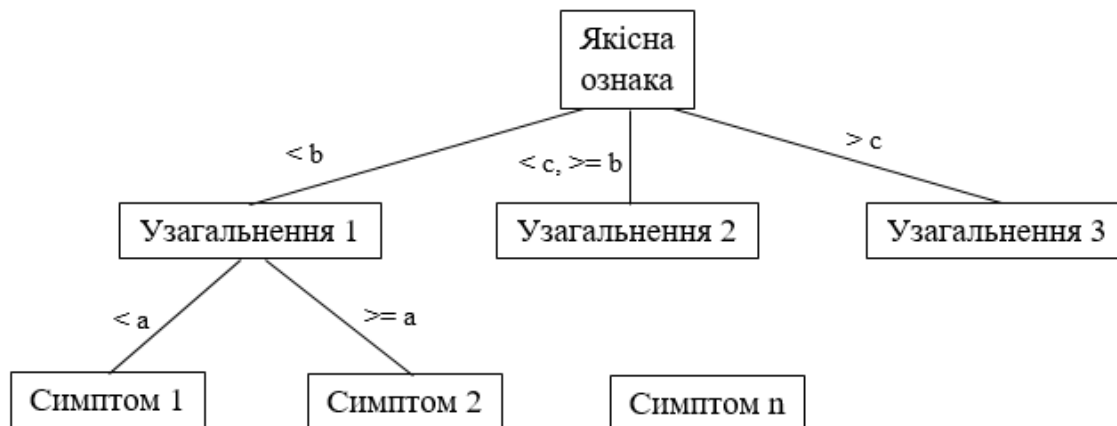 Якісна
ознака
< b
< c, >= b
> c
Узагальнення 1
Узагальнення 2
Узагальнення 3
< a
>= a
Симптом 1
Симптом 2
Симптом n